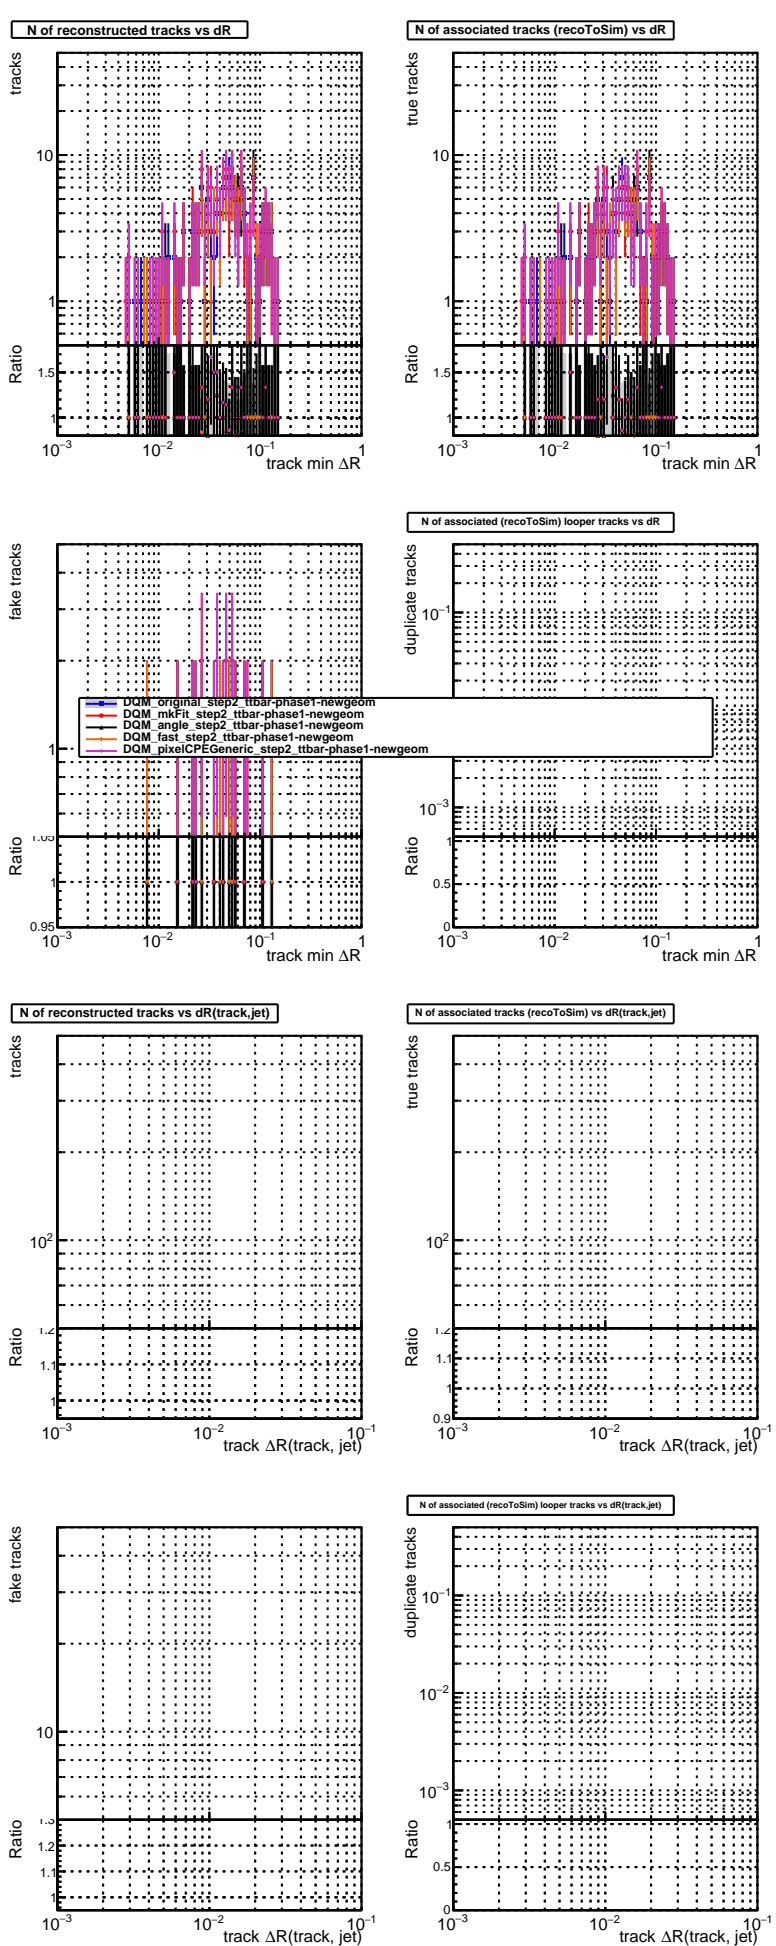 N of reconstructed tracks vs dR
tracks
10
1
Ratio
1.5
1
10−3 10−2 10−1 1
track min ΔR
N of associated tracks (recoToSim) vs dR
true tracks
10
1
Ratio
1.5
1
10−3 10−2 10−1 1
track min ΔR
fake tracks
1
Ratio
1.05
1
0.95
10−3 10−2 10−1 1
track min ΔR
N of associated (recoToSim) looper tracks vs dR
duplicate tracks
10−1
10−3
Ratio
1
0.5
0
10−3 10−2 10−1 1
track min ΔR
DQM_original_step2_ttbar-phase1-newgeom
DQM_mkFit_step2_ttbar-phase1-newgeom
DQM_angle_step2_ttbar-phase1-newgeom
DQM_fast_step2_ttbar-phase1-newgeom
DQM_pixelCPEGeneric_step2_ttbar-phase1-newgeom
N of reconstructed tracks vs dR(track,jet)
tracks
102
Ratio
1.2
1.1
1
10−3 10−2 10−1
track ΔR(track, jet)
N of associated tracks (recoToSim) vs dR(track,jet)
true tracks
102
Ratio
1.2
1.1
1
0.9
10−3 10−2 10−1
track ΔR(track, jet)
fake tracks
10
Ratio
1.3
1.2
1.1
1
10−3 10−2 10−1
track ΔR(track, jet)
N of associated (recoToSim) looper tracks vs dR(track,jet)
duplicate tracks
10−1
10−2
10−3
Ratio
1
0.5
0
10−3 10−2 10−1
track ΔR(track, jet)